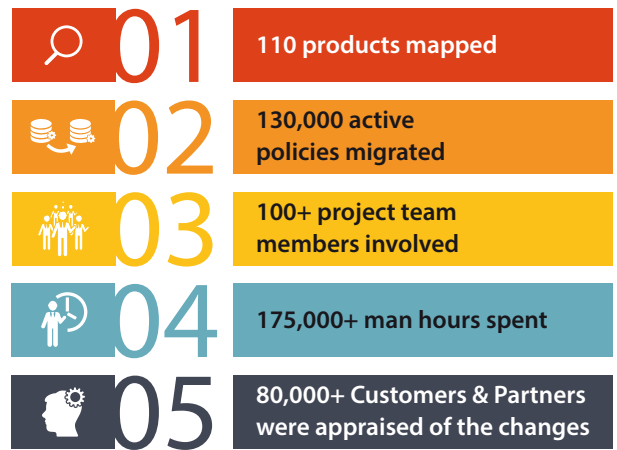 01
110 products mapped
02
130,000 active
policies migrated
03
100+ project team
members involved
04
175,000+ man hours spent
05
80,000+ Customers & Partners
were appraised of the changes